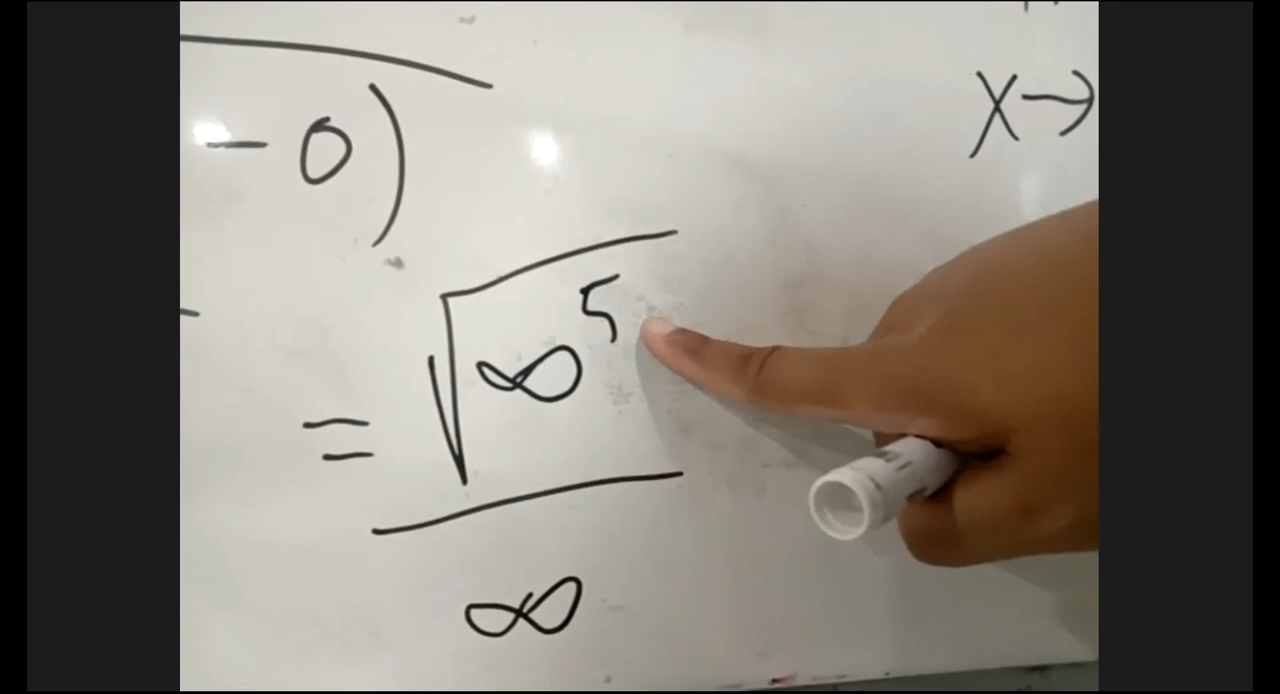 - 0)
X→
= √∞⁵
∞